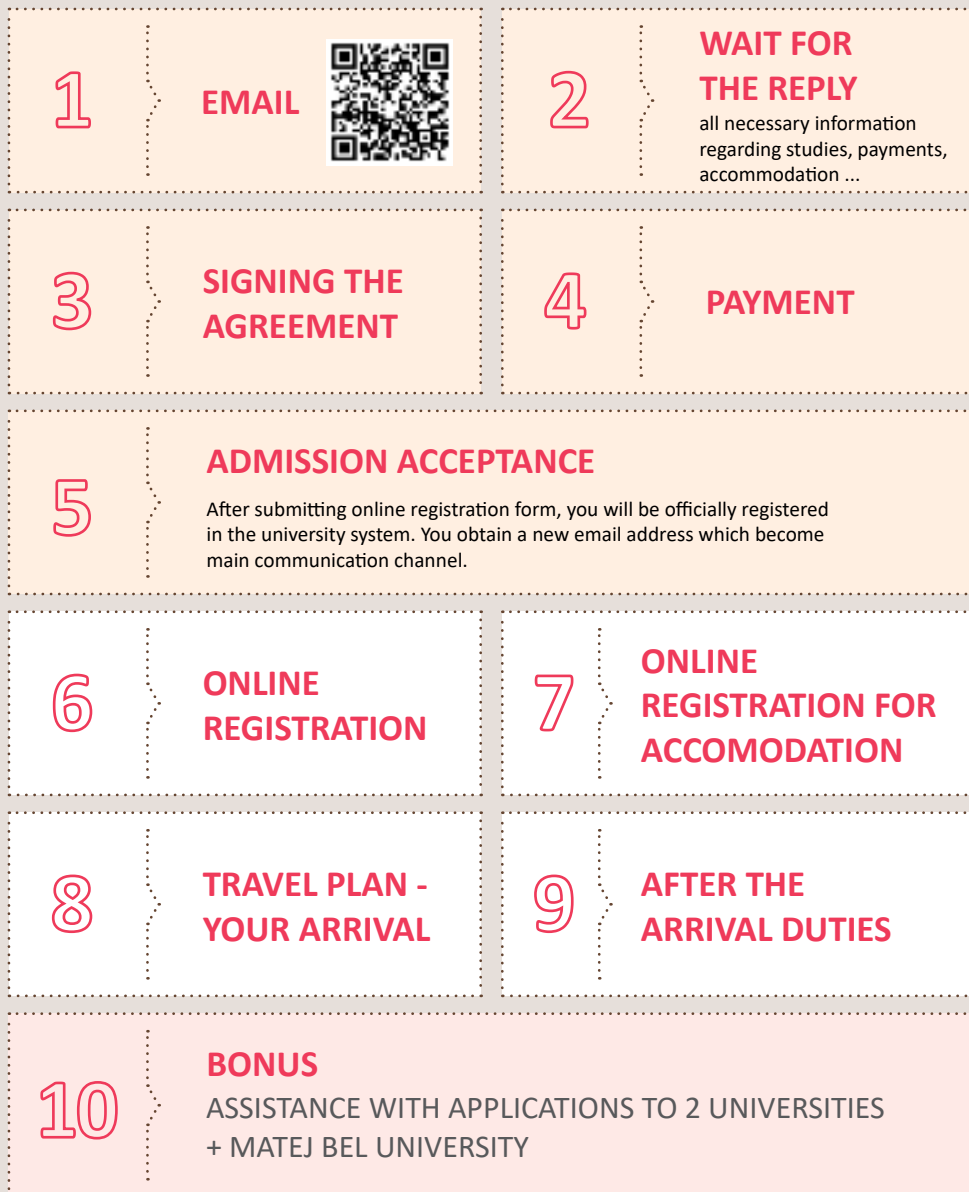 1
EMAIL
2
WAIT FOR
THE REPLY
all necessary information
regarding studies, payments,
accommodation ...
3
SIGNING THE
AGREEMENT
4
PAYMENT
5
ADMISSION ACCEPTANCE
After submitting online registration form, you will be officially registered
in the university system. You obtain a new email address which become
main communication channel.
6
ONLINE
REGISTRATION
7
ONLINE
REGISTRATION FOR
ACCOMODATION
8
TRAVEL PLAN -
YOUR ARRIVAL
9
AFTER THE
ARRIVAL DUTIES
10
BONUS
ASSISTANCE WITH APPLICATIONS TO 2 UNIVERSITIES
+ MATEJ BEL UNIVERSITY